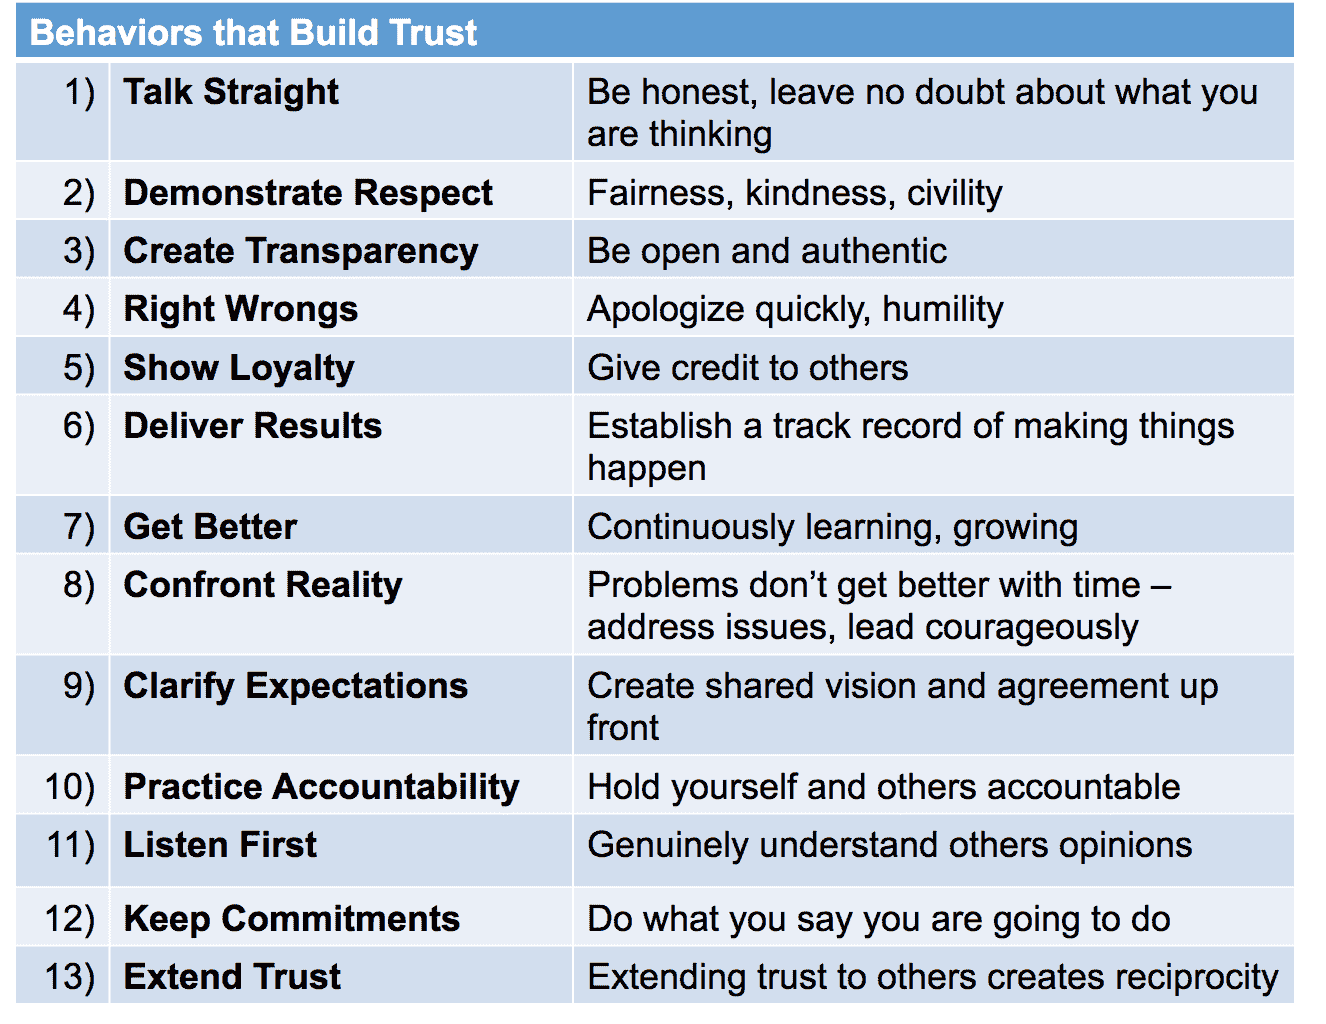 Behaviors that Build Trust
1) Talk Straight Be honest, leave no doubt about what you
are thinking
2) Demonstrate Respect Fairness, kindness, civility
3) Create Transparency Be open and authentic
4) Right Wrongs Apologize quickly, humility
5) Show Loyalty Give credit to others
6) Deliver Results Establish a track record of making things
happen
7) Get Better Continuously learning, growing
8) Confront Reality Problems don’t get better with time –
address issues, lead courageously
9) Clarify Expectations Create shared vision and agreement up
front
10) Practice Accountability Hold yourself and others accountable
11) Listen First Genuinely understand others opinions
12) Keep Commitments Do what you say you are going to do
13) Extend Trust Extending trust to others creates reciprocity